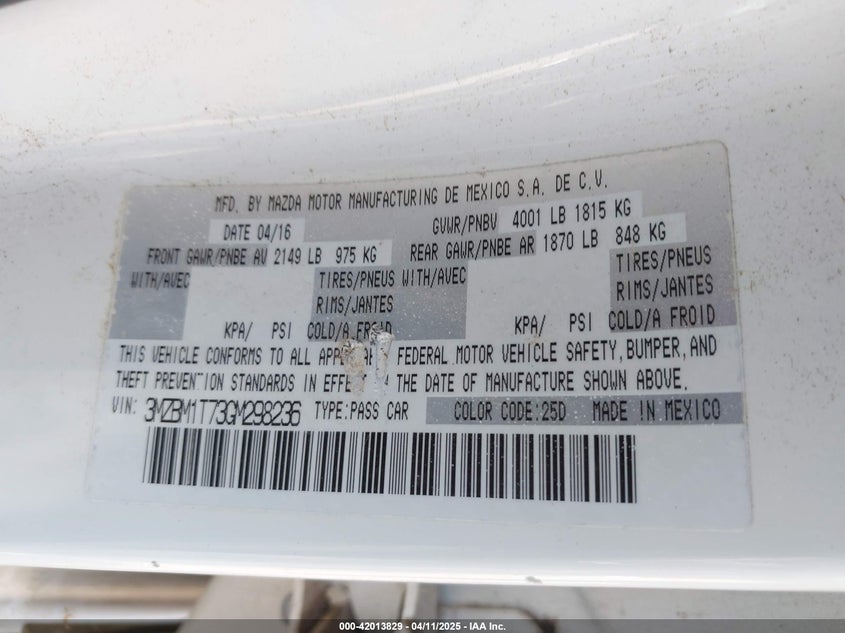 MFD. BY MAZDA MOTOR MANUFACTURING DE MEXICO S.A. DE C.V.
DATE 04/16 GVWR/PNBV 4001 LB 1815 KG
FRONT GAWR/PNBE AV 2149 LB 975 KG REAR GAWR/PNBE AR 1870 LB 848 KG
WITH/AVEC TIRES/PNEUS WITH/AVEC TIRES/PNEUS
RIMS/JANTES RIMS/JANTES
KPA/ PSI COLD/A FROID KPA/ PSI COLD/A FROID
THIS VEHICLE CONFORMS TO ALL FEDERAL MOTOR VEHICLE SAFETY, BUMPER, AND
THEFT PREVENTION STANDARDS IN EFFECT THE DATE OF MANUFACTURE SHOWN ABOVE.
VIN: 3MZBM1T73GM298236 TYPE:PASS CAR COLOR CODE:25D MADE IN MEXICO
000-42013829 - 04/11/2025 - IAA Inc.